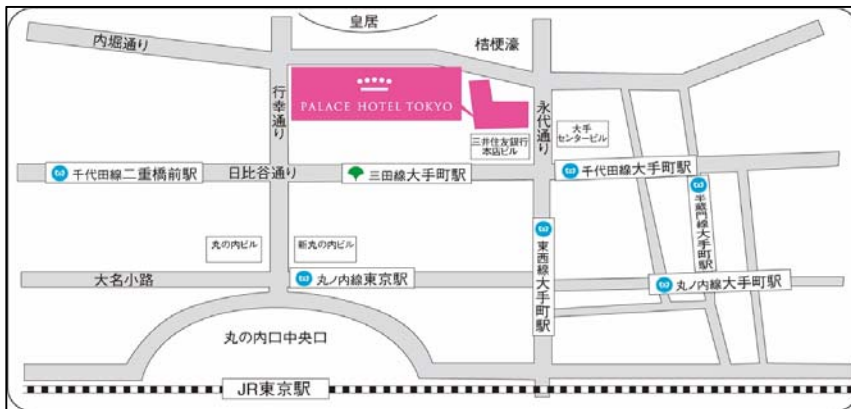 皇居
内堀通り
桔梗濠
行幸通り
PALACE HOTEL TOKYO
永代通り
三井住友銀行
本店ビル
大手
センタービル
千代田線二重橋前駅
日比谷通り
三田線大手町駅
千代田線大手町駅
半蔵門線大手町駅
丸の内ビル
新丸の内ビル
東西線大手町駅
大名小路
丸ノ内線東京駅
丸ノ内線大手町駅
丸の内口中央口
JR東京駅